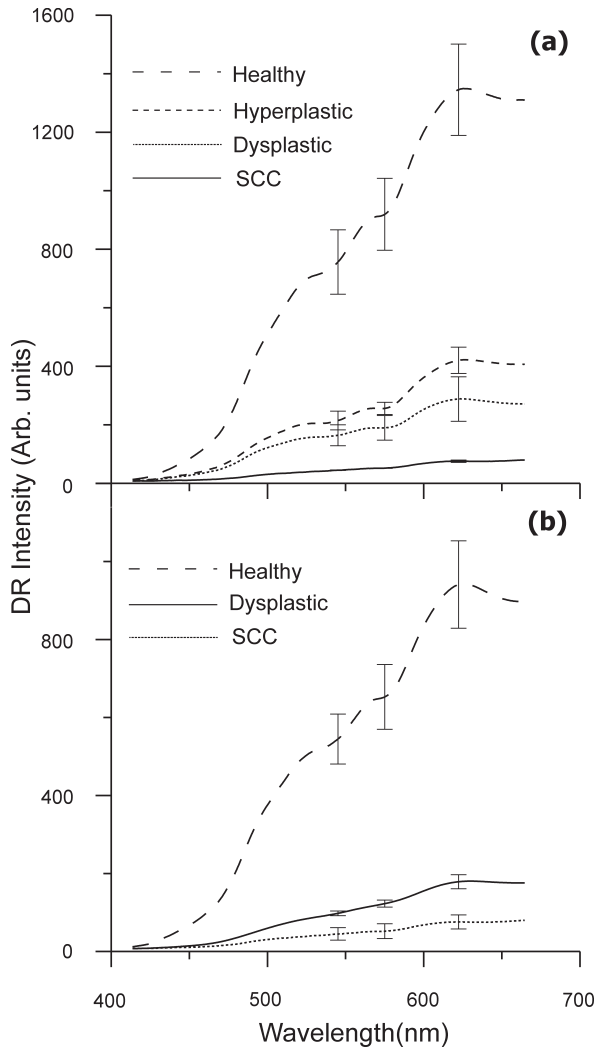 1600
(a)
Healthy
Hyperplastic
1200
Dysplastic
SCC
800
400
0
DR Intensity (Arb. units)
(b)
Healthy
Dysplastic
SCC
800
400
0
400
500
600
700
Wavelength(nm)